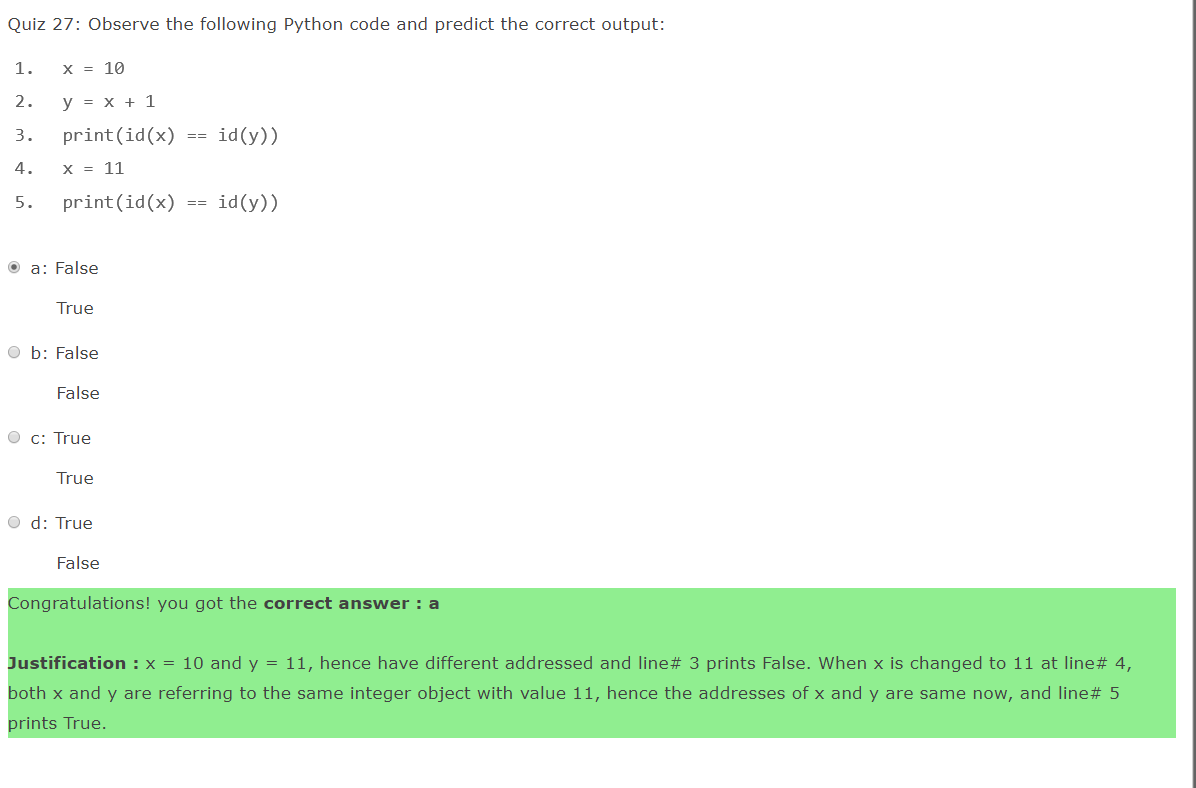 Quiz 27: Observe the following Python code and predict the correct output:
1. x = 10
2. y = x + 1
3. print(id(x) == id(y))
4. x = 11
5. print(id(x) == id(y))
a: False
True
b: False
False
c: True
True
d: True
False
Congratulations! you got the correct answer : a
Justification : x = 10 and y = 11, hence have different addressed and line# 3 prints False. When x is changed to 11 at line# 4,
both x and y are referring to the same integer object with value 11, hence the addresses of x and y are same now, and line# 5
prints True.